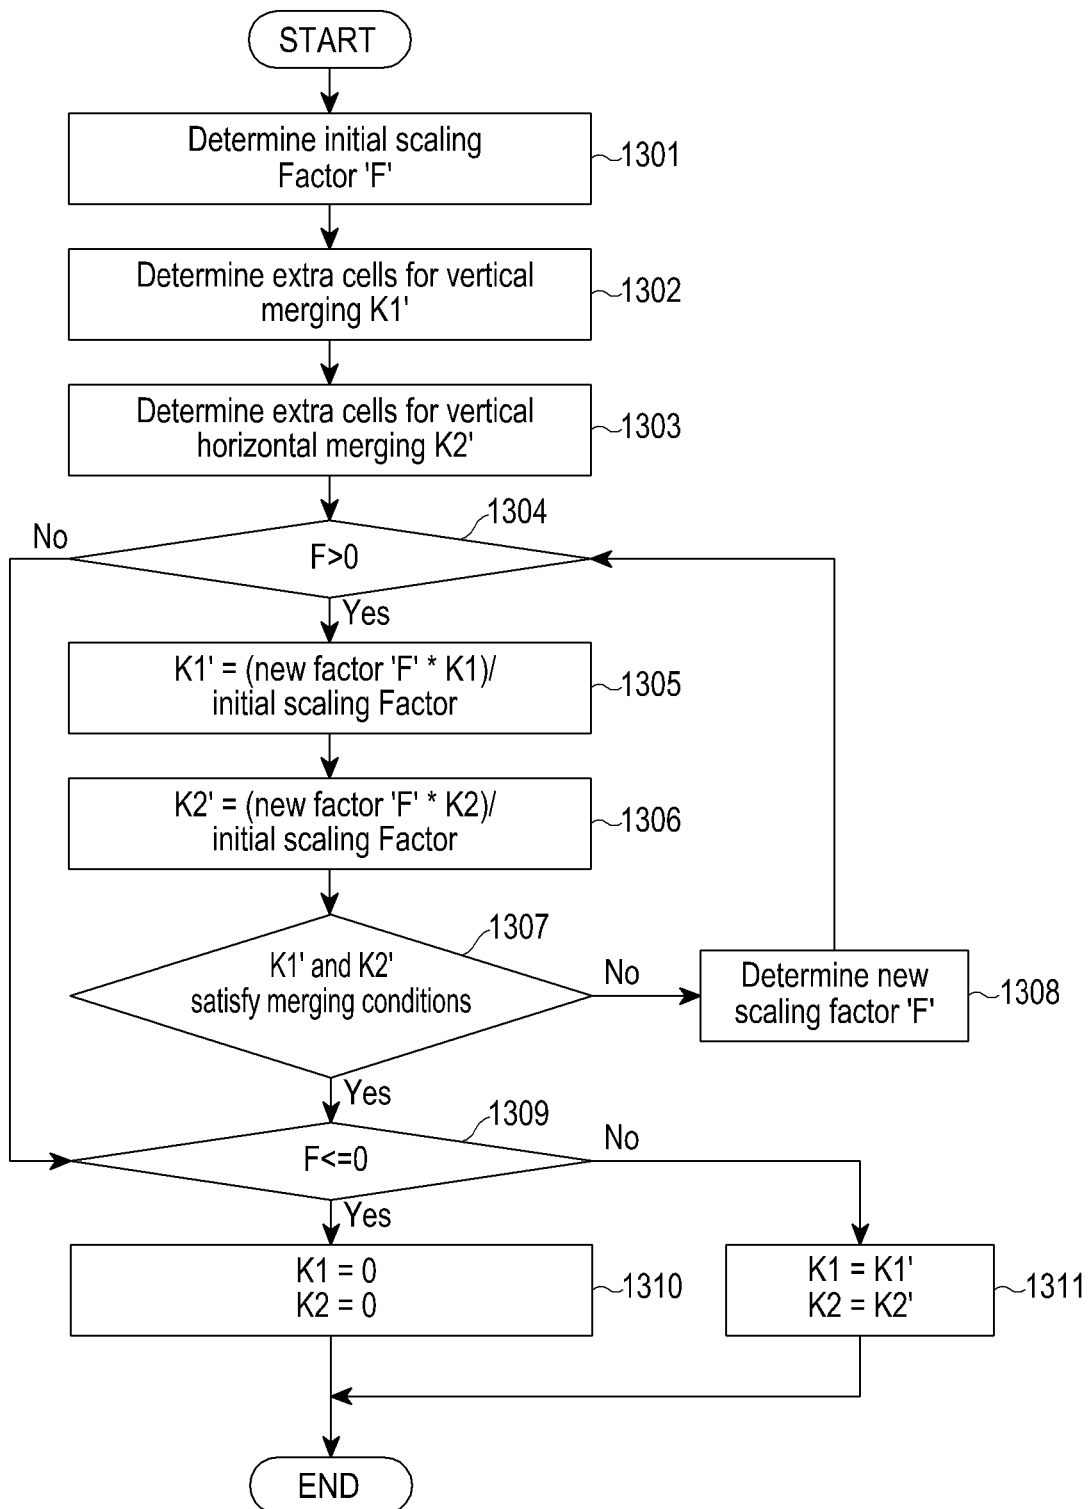 START
Determine initial scaling
Factor 'F'
1301
Determine extra cells for vertical
merging K1'
1302
Determine extra cells for vertical
horizontal merging K2'
1303
1304
No
F>0
Yes
K1' = (new factor 'F' * K1)/
initial scaling Factor
1305
K2' = (new factor 'F' * K2)/
initial scaling Factor
1306
1307
K1' and K2'
satisfy merging conditions
No
Determine new
scaling factor 'F'
1308
Yes
1309
F<=0
No
Yes
K1 = 0
K2 = 0
1310
K1 = K1'
K2 = K2'
1311
END